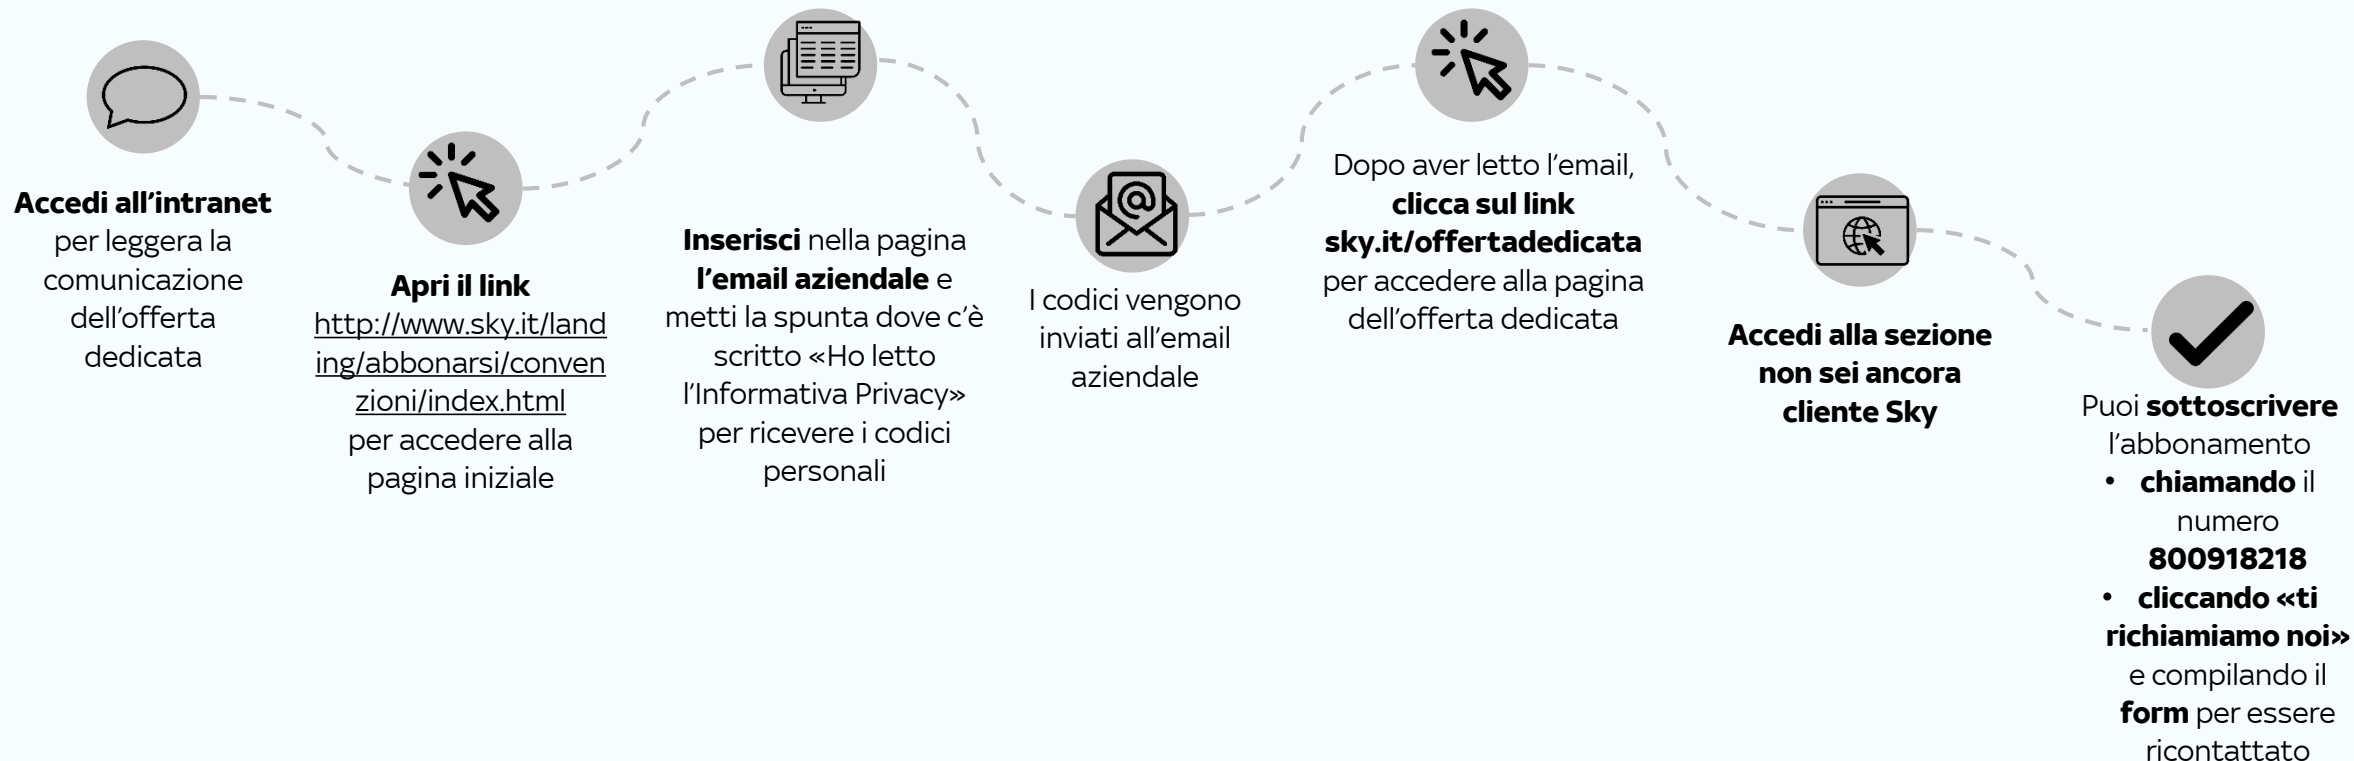 Accedi all'intranet
per leggera la
comunicazione
dell'offerta
dedicata
Apri il link
http://www.sky.it/land
ing/abbonarsi/conven
zioni/index.html
per accedere alla
pagina iniziale
Inserisci nella pagina
l'email aziendale e
metti la spunta dove c'è
scritto «Ho letto
l'Informativa Privacy»
per ricevere i codici
personali
I codici vengono
inviati all'email
aziendale
Dopo aver letto l'email,
clicca sul link
sky.it/offertadedicata
per accedere alla pagina
dell'offerta dedicata
Accedi alla sezione
non sei ancora
cliente Sky
Puoi sottoscrivere
l'abbonamento
• chiamando il
numero
800918218
• cliccando «ti
richiamiamo noi»
e compilando il
form per essere
ricontattato